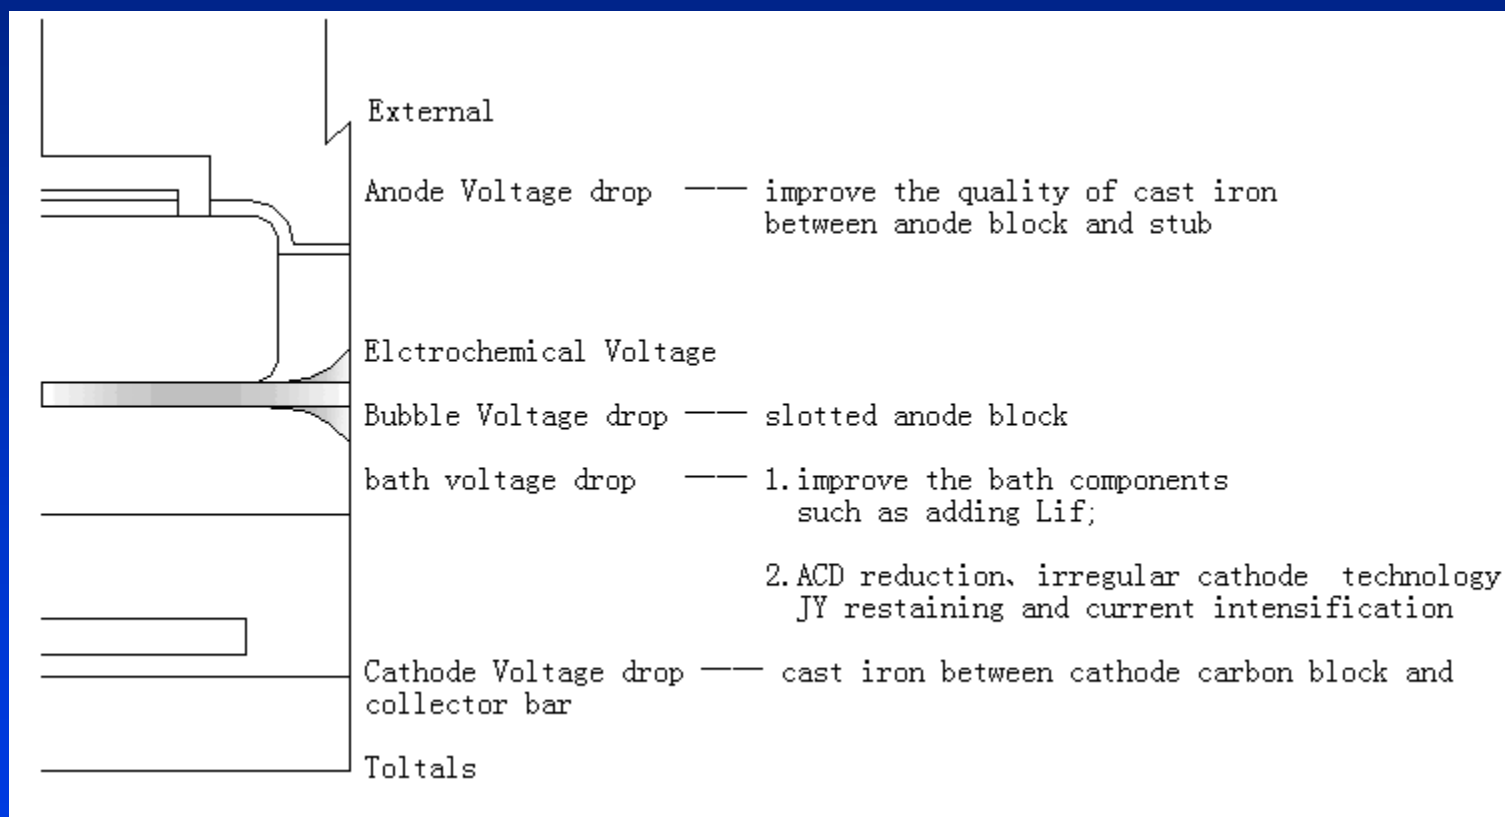 External
Anode Voltage drop —— improve the quality of cast iron
between anode block and stub
Elctrochemical Voltage
Bubble Voltage drop —— slotted anode block
bath voltage drop —— 1.improve the bath components
such as adding Lif;
2.ACD reduction、irregular cathode technology
JY restaining and current intensification
Cathode Voltage drop —— cast iron between cathode carbon block and
collector bar
Toltals